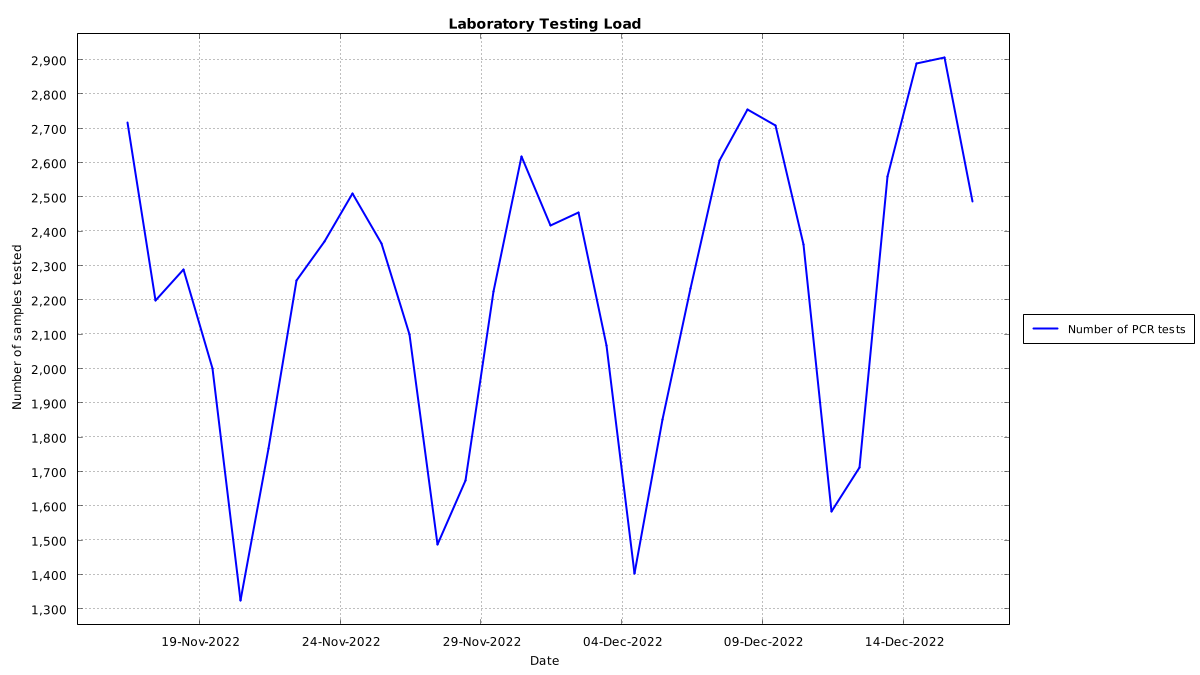 Laboratory Testing Load
Number of samples tested
2,900
2,800
2,700
2,600
2,500
2,400
2,300
2,200
2,100
2,000
1,900
1,800
1,700
1,600
1,500
1,400
1,300
19-Nov-2022
24-Nov-2022
29-Nov-2022
04-Dec-2022
09-Dec-2022
14-Dec-2022
Date
Number of PCR tests